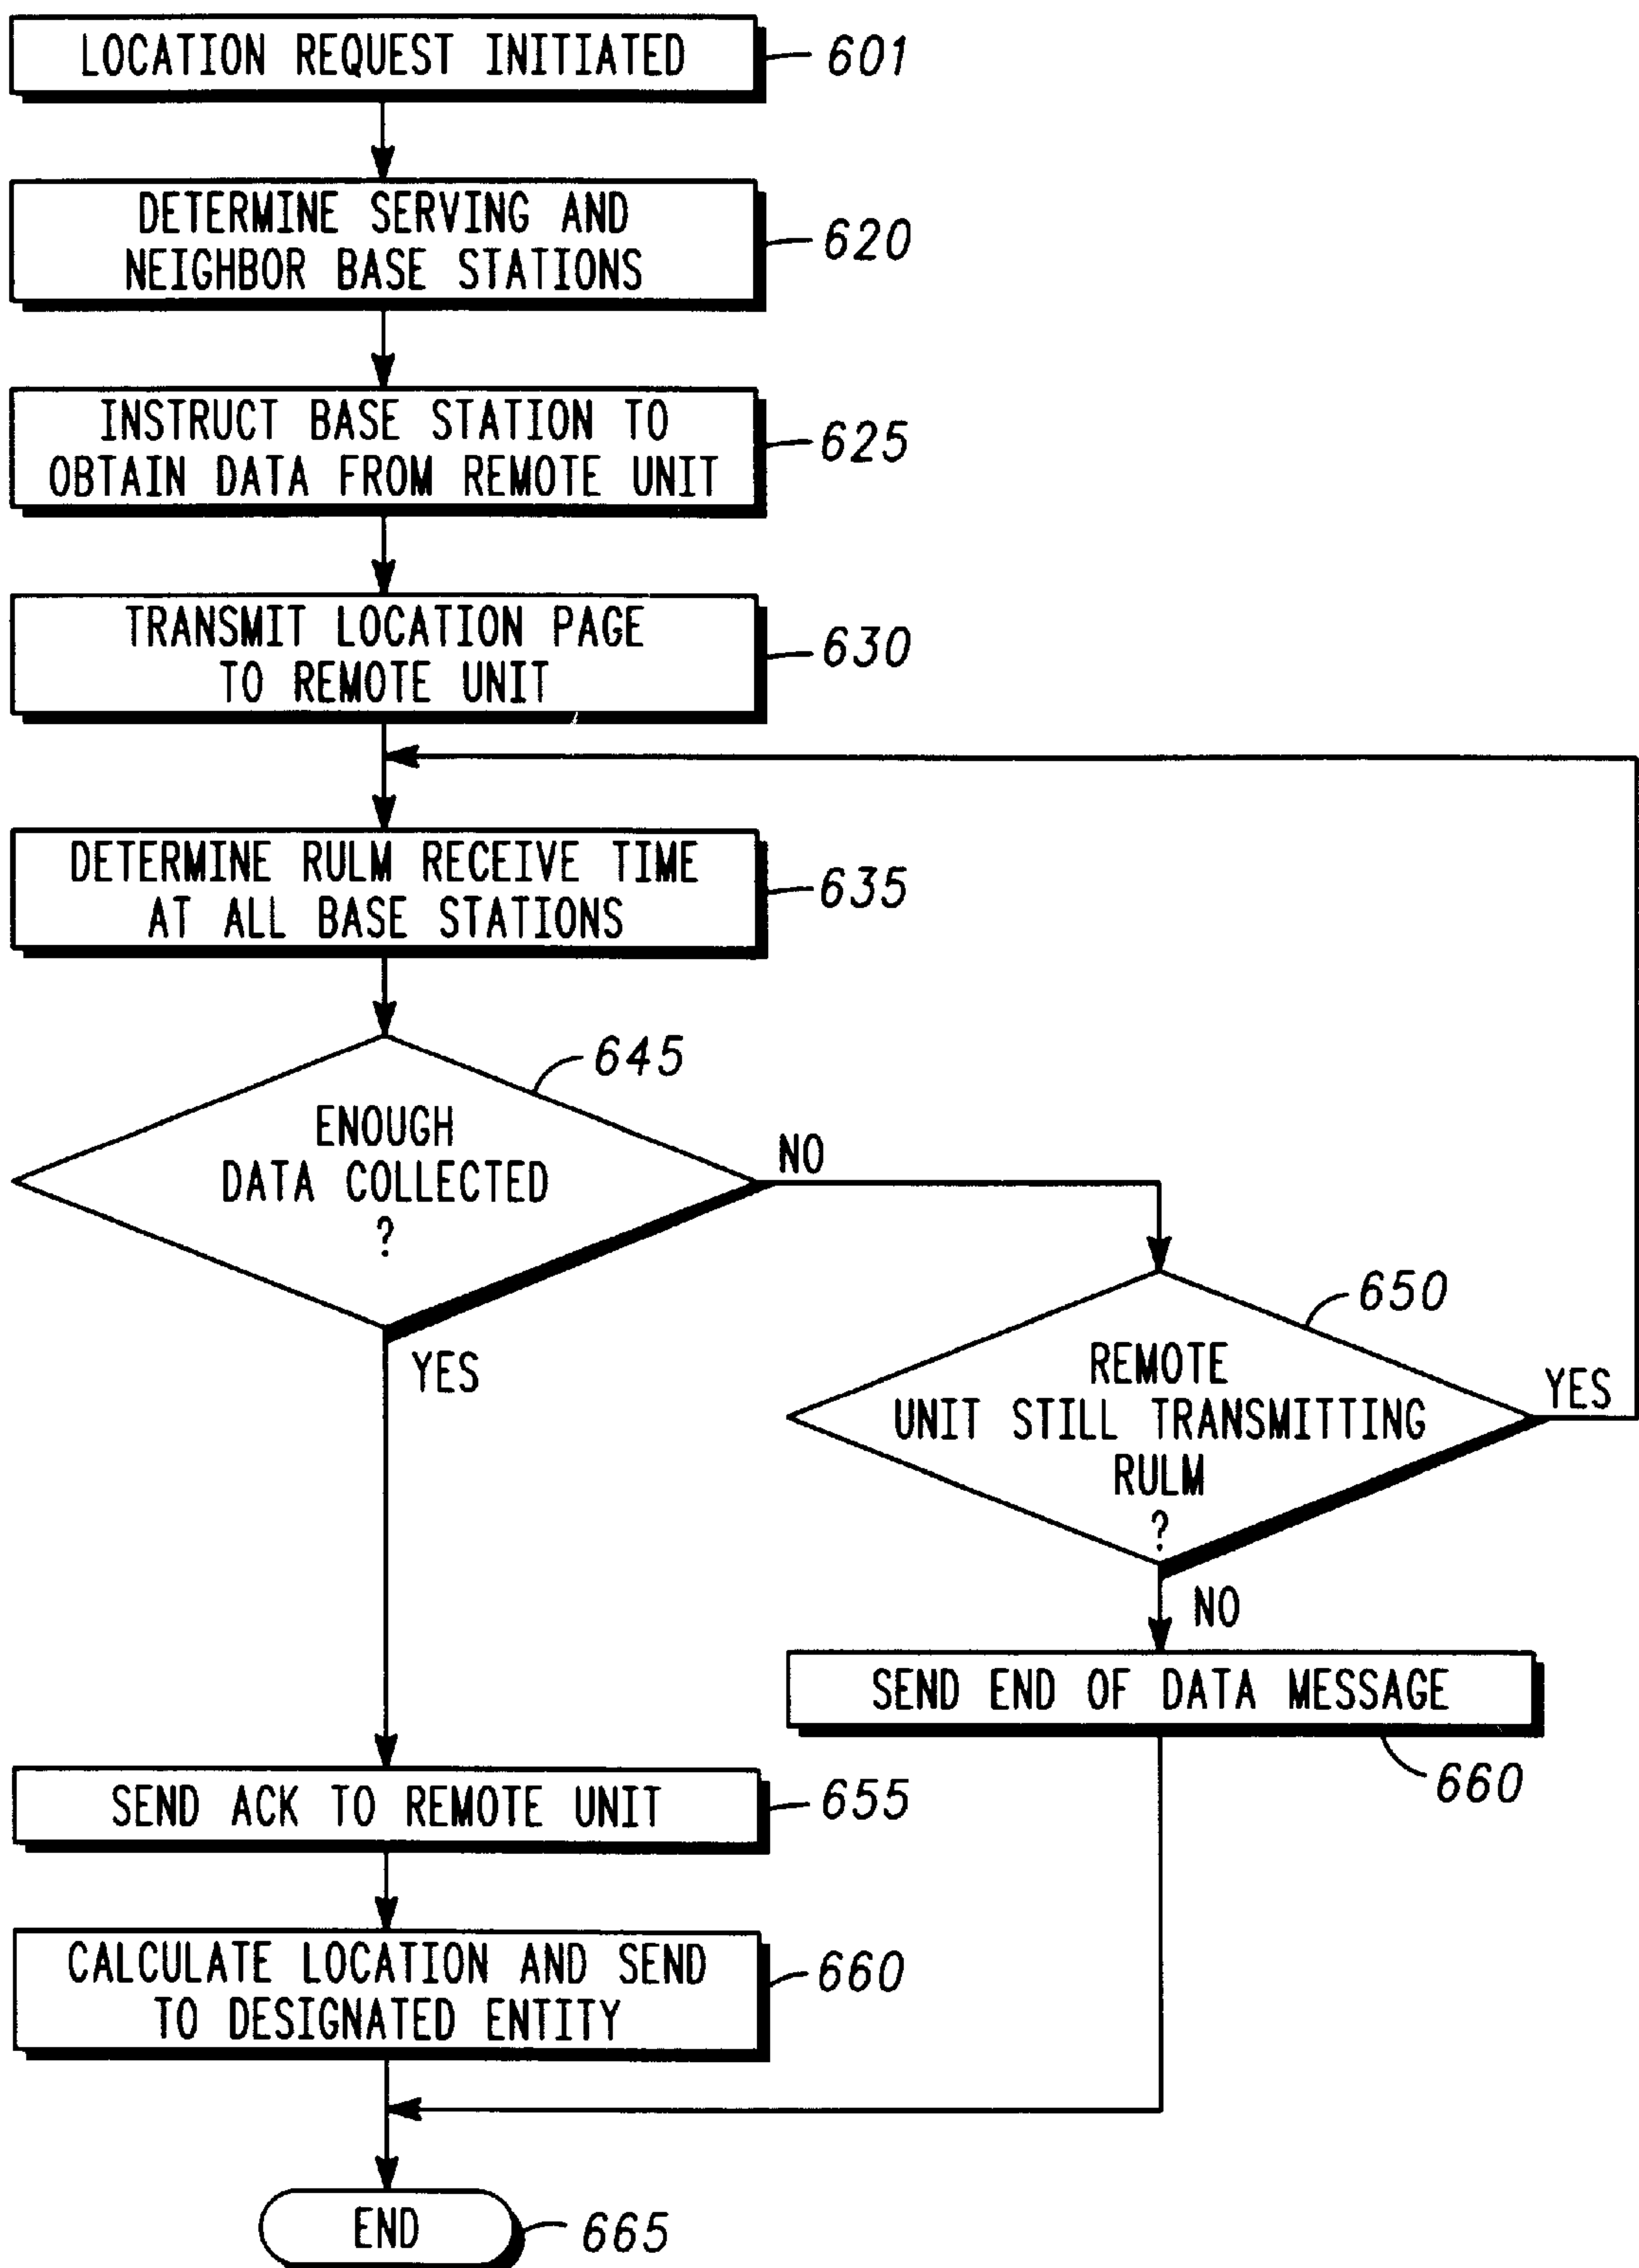 LOCATION REQUEST INITIATED
601
DETERMINE SERVING AND
NEIGHBOR BASE STATIONS
620
INSTRUCT BASE STATION TO
OBTAIN DATA FROM REMOTE UNIT
625
TRANSMIT LOCATION PAGE
TO REMOTE UNIT
630
DETERMINE RULM RECEIVE TIME
AT ALL BASE STATIONS
635
645
ENOUGH
DATA COLLECTED
?
NO
YES
650
REMOTE
UNIT STILL TRANSMITTING
RULM
?
YES
NO
SEND END OF DATA MESSAGE
660
SEND ACK TO REMOTE UNIT
655
CALCULATE LOCATION AND SEND
TO DESIGNATED ENTITY
660
END
665